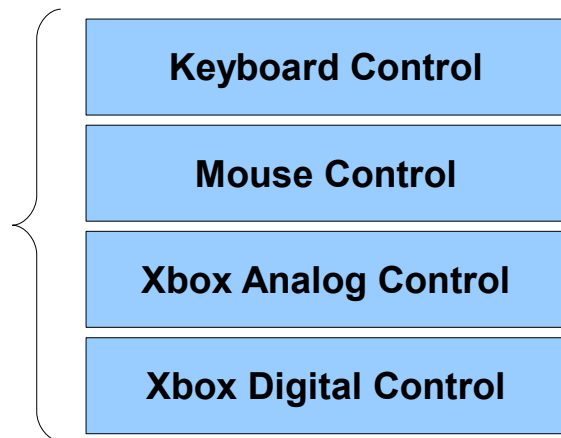 Keyboard Control
Mouse Control
Xbox Analog Control
Xbox Digital Control